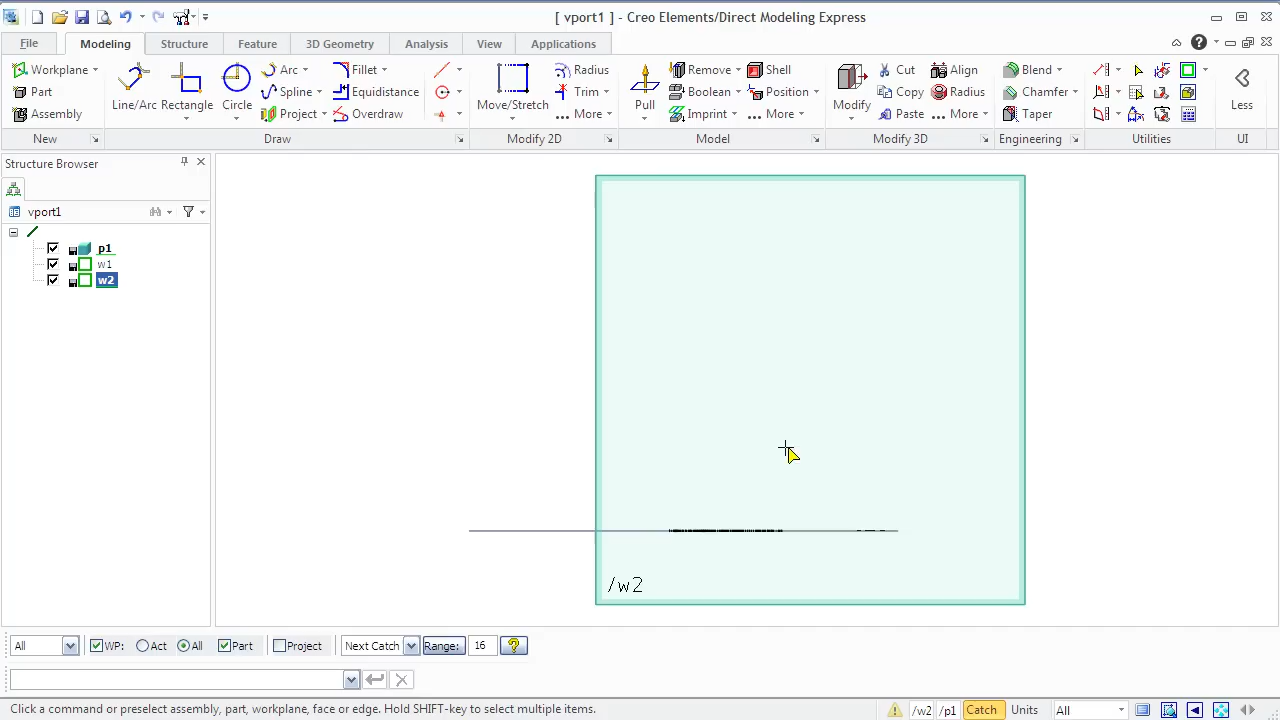 [ vport1 ] - Creo Elements/Direct Modeling Express
File Modeling Structure Feature 3D Geometry Analysis View Applications
Workplane Line/Arc Rectangle Circle Arc Fillet Move/Stretch Radius Pull Remove Shell Modify Cut Align Blend Less
Part Spline Equidistance Trim Boolean Position Copy Radius Chamfer
Assembly Project Overdraw ... More Imprint ... More Paste ... More Taper
New Draw Modify 2D Model Modify 3D Engineering Utilities UI
Structure Browser
vport1
p1
w1
w2
/w2
All WP: Act All Part Project Next Catch Range: 16
Click a command or preselect assembly, part, workplane, face or edge. Hold SHIFT-key to select multiple items. /w2 /p1 Catch Units All